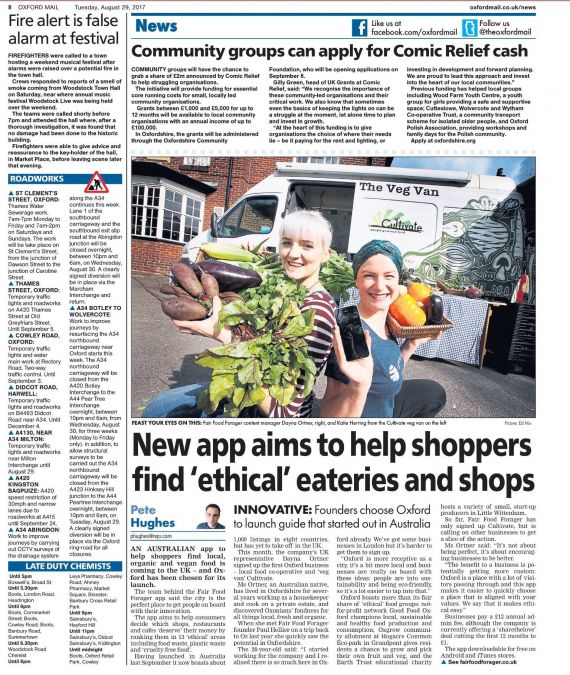 8 OXFORD MAIL Tuesday, August 29, 2017 oxfordmail.co.uk/news
Fire alert is false
alarm at festival
FIREFIGHTERS were called to a town
hosting a weekend musical festival after
alarms were raised over a potential fire in
the town hall.
Crews responded to reports of a smell of
smoke coming from Woodstock Town Hall
on Saturday, near where annual music
festival Woodstock Live was being held
over the weekend.
The teams were called shortly before
7pm and attended the hall where, after a
thorough investigation, it was found that
no damage had been done to the historic
building.
Firefighters were able to give advice and
reassurance to the key-holder of the hall,
in Market Place, before leaving scene later
that evening.
ROADWORKS
▲ ST CLEMENT'S
STREET, OXFORD:
Thames Water
Sewerage work.
7am-7pm Monday to
Friday and 7am-2pm
on Saturdays and
Sundays. The work
will be take place on
St Clement's Street,
from the junction of
Dawson Street to the
junction of Caroline
Street.
▲ THAMES
STREET, OXFORD:
Temporary traffic
lights and roadworks
on A420 Thames
Street at Old
Greyfriars Street.
Until September 5.
▲ COWLEY ROAD,
OXFORD:
Temporary traffic
lights and water
main work at Rectory
Road. Two-way
traffic control. Until
September 3.
▲ DIDCOT ROAD,
HARWELL:
Temporary traffic
lights and roadworks
on B4493 Didcot
Road near A34. Until
December 4.
▲ A4130, NEAR
A34 MILTON:
Temporary traffic
lights and roadworks
near Milton
Interchange until
August 29.
▲ A420
KINGSTON
BAGPUIZE: A420
speed restriction of
30mph and narrow
lanes due to
roadworks at A415
until September 24.
▲ A34 ABINGDON:
Work to improve
journeys by carrying
out CCTV surveys of
the drainage system
along the A34
continues this week.
Lane 1 of the
southbound
carriageway and the
southbound exit slip
road at the Abingdon
junction will be
closed overnight,
between 10pm and
6am, on Wednesday,
August 30. A clearly
signed diversion will
be in place via the
Marcham
Interchange and
return.
▲ A34 BOTLEY TO
WOLVERCOTE:
Work to improve
journeys by
resurfacing the A34
northbound
carriageway near
Oxford starts this
week. The A34
northbound
carriageway will be
closed from the
A420 Botley
Interchange to the
A44 Pear Tree
Interchange
overnight, between
10pm and 6am, from
Wednesday, August
30, for three weeks
(Monday to Friday
only). In addition, to
allow structural
surveys to be
carried out the A34
northbound
carriageway will be
closed from the
A423 Hinksey Hill
junction to the A44
Peartree Interchange
overnight, between
10pm and 6am, on
Tuesday, August 29.
A clearly signed
diversion will be in
place via the Oxford
ring-road for all
closures.
LATE DUTY CHEMISTS
Until 5pm
Boswell's, Broad St
Until 5.30pm
Boots, London Road,
Headington
Until 6pm
Boots, Cornmarket
Street; Boots,
Cowley Road; Boots,
Banbury Road,
Summertown
Until 6.30pm
Woodstock Road
Chemist
Until 8pm
Leys Pharmacy, Cowley
Road; Ahmey
Pharmacy, Market
Square, Bicester,
Banbury Cross Retail
Park
Until 9pm
Sainsbury's,
Heyford Hill
Until 11pm
Sainsbury's, Didcot
Sainsbury's, Kidlington
Until midnight
Boots, Oxford Retail
Park, Cowley
News
Like us at
facebook.com/oxfordmail
Follow us
@theoxfordmail
Community groups can apply for Comic Relief cash
COMMUNITY groups will have the chance
to grab a share of £2m announced by Comic Relief
to help struggling organisations.
The initiative will provide funding for essential
core running costs for small, locally led
community organisations.
Grants between £1,000 and £5,000 for up to
12 months will be available to local community
organisations with an annual income of up to
£100,000.
In Oxfordshire, the grants will be administered
through the Oxfordshire Community
Foundation, who will be opening applications on
September 8.
Gilly Green, head of UK Grants at Comic
Relief, said: "We recognise the importance of
these community-led organisations and their
critical work. We also know that sometimes
even the basics of keeping the lights on can be
a struggle at the moment, let alone time to plan
and invest in growth.
"At the heart of this funding is to give
organisations the choice of where their needs
lie – be it paying for the rent and lighting, or
investing in development and forward planning.
We are proud to lead this approach and invest
into the heart of our local communities."
Previous funding has helped local groups
including Wood Farm Youth Centre, a youth
group for girls providing a safe and supportive
space; Cutteslowe, Wolvercote and Wytham
Co-operative Trust, a community transport
scheme for isolated older people, and Oxford
Polish Association, providing workshops and
family days for the Polish community.
Apply at oxfordshire.org
The Veg Van
Cultivate
FEAST YOUR EYES ON THIS: Fair Food Forager content manager Dayna Ortner, right, and Katie Herring from the Cultivate veg van on the left Picture: Ed Nix
New app aims to help shoppers
find 'ethical' eateries and shops
Pete
Hughes
INNOVATIVE: Founders choose Oxford
to launch guide that started out in Australia
AN AUSTRALIAN app to
help shoppers find local,
organic and vegan food is
coming to the UK – and Ox-
ford has been chosen for its
launch.
The team behind the Fair Food
Forager app said the city is the
perfect place to get people on board
with their innovation.
The app aims to help consumers
decide which shops, restaurants
and cafes 'deserve' their money by
ranking them in 13 'ethical' areas
including food waste, plastic waste
and 'cruelty-free food'.
Having launched in Australia
last September it now boasts about
1,000 listings in eight countries,
but has yet to take off in the UK.
This month, the company's UK
representative Dayna Ortner
signed up the first Oxford business
– local food co-operative and 'veg
van' Cultivate.
Ms Ortner, an Australian native,
has lived in Oxfordshire for sever-
al years working as a housekeeper
and cook on a private estate, and
discovered Oxonians' fondness for
all things local, fresh and organic.
When she met Fair Food Forager
founder Paul Hellier on a trip back
to Oz last year she quickly saw the
potential in Oxfordshire.
The 28-year-old said: "I started
working for the company and I re-
alised there is so much here in Ox-
ford already. We've got some busi-
nesses in London but it's harder to
get them to sign up.
"Oxford is more receptive as a
city, it's a bit more local and busi-
nesses are really on board with
these ideas: people are into sus-
tainability and being eco-friendly,
so it's a lot easier to tap into that."
Oxford boasts more than its fair
share of 'ethical' food groups: not-
for-profit network Good Food Ox-
ford champions local, sustainable
and healthy food production and
consumption; Oxgrow communi-
ty allotment at Hogacre Common
Eco-park in Grandpont gives resi-
dents a chance to grow and pick
their own fruit and veg, and the
Earth Trust educational charity
hosts a variety of small, start-up
producers in Little Wittenham.
So far, Fair Food Forager has
only signed up Cultivate, but is
calling on other businesses to get
a slice of the action.
Ms Ortner said: "It's not about
being perfect, it's about encourag-
ing businesses to be better.
"The benefit to a business is po-
tentially getting more custom:
Oxford is a place with a lot of vis-
itors passing through and this app
makes it easier to quickly choose
a place that is aligned with your
values. We say that it makes ethi-
cal easy."
Businesses pay a £12 annual ad-
min fee, although the company is
currently offering a 'shareholder'
deal cutting the first 12 months to
£1.
The app downloadable for free on
Android and iTunes stores.
▲ See fairfoodforager.co.uk